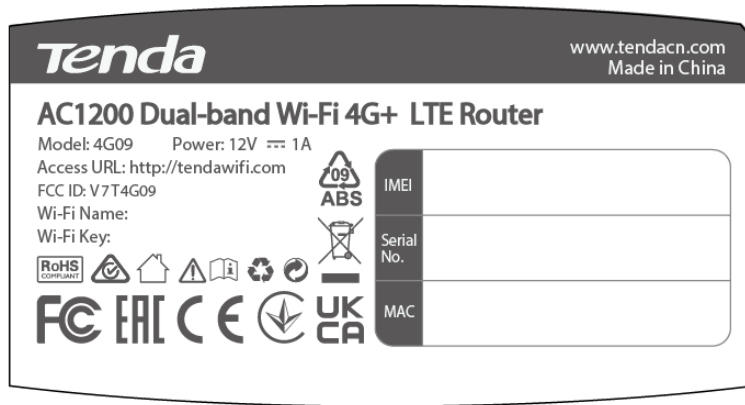 Tenda
www.tendacn.com
Made in China
AC1200 Dual-band Wi-Fi 4G+ LTE Router
Model: 4G09 Power: 12V ⎓ 1A
Access URL: http://tendawifi.com
FCC ID: V7T4G09
Wi-Fi Name:
Wi-Fi Key:
09
ABS
RoHS
COMPLIANT
FC EAC CE UK
CA
IMEI
Serial
No.
MAC